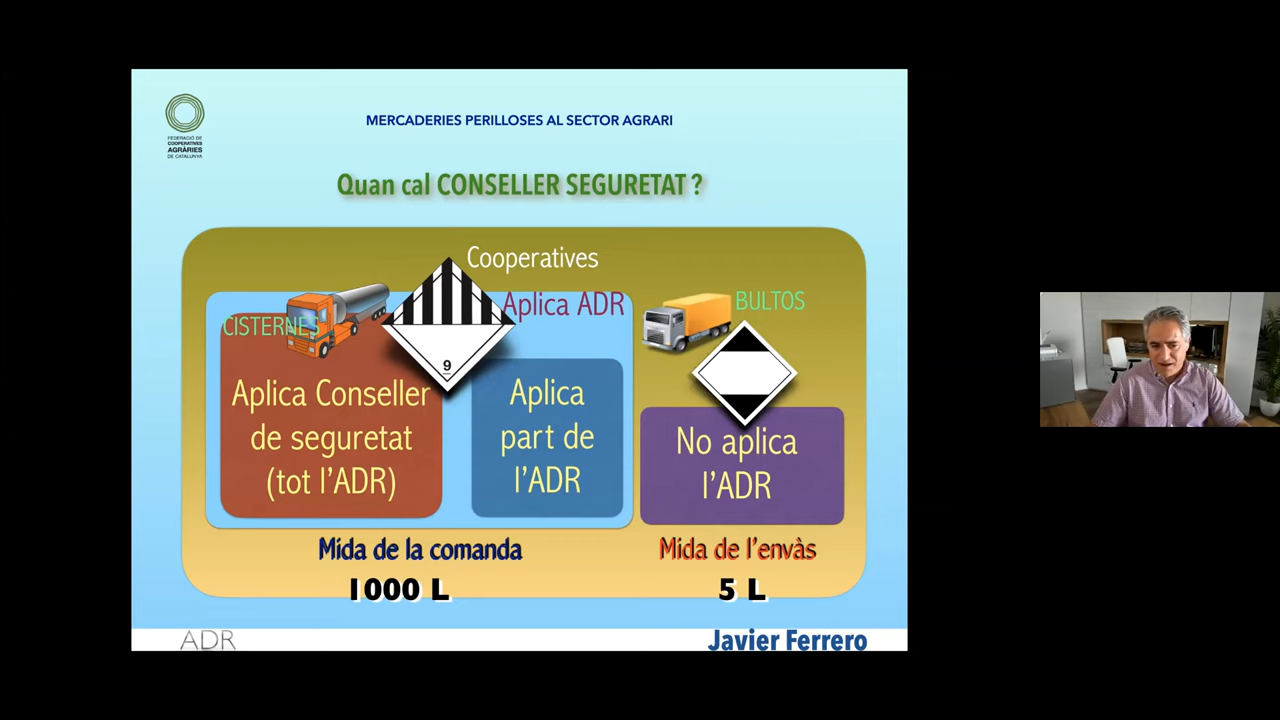 FEDERACIÓ DE
COOPERATIVES
AGRÀRIES
DE CATALUNYA
MERCADERIES PERILLOSES AL SECTOR AGRARI
Quan cal CONSELLER SEGURETAT ?
Cooperatives
Aplica ADR
BULTOS
CISTERNES
9
Aplica Conseller
de seguretat
(tot l'ADR)
Aplica
part de
l'ADR
No aplica
l'ADR
Mida de la comanda
1000 L
Mida de l'envàs
5 L
ADR
Javier Ferrero